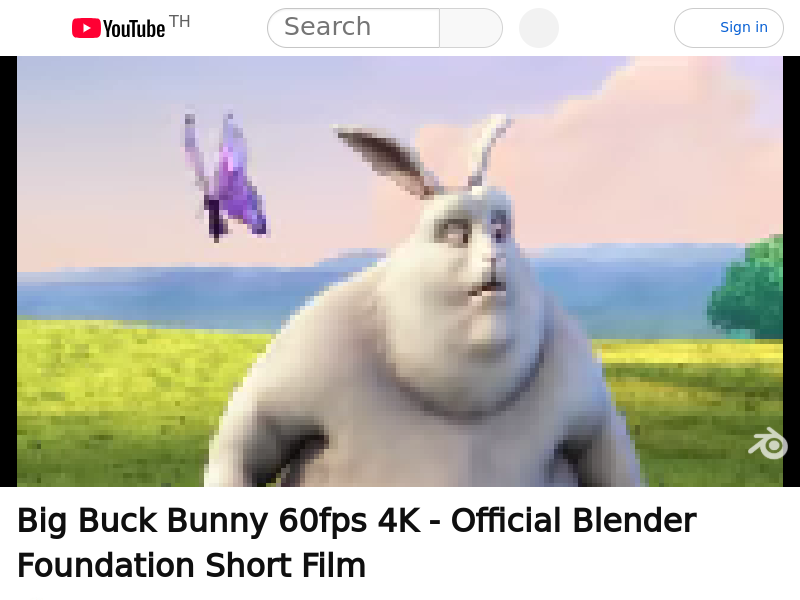 YouTube TH
Search
Sign in
Big Buck Bunny 60fps 4K - Official Blender
Foundation Short Film